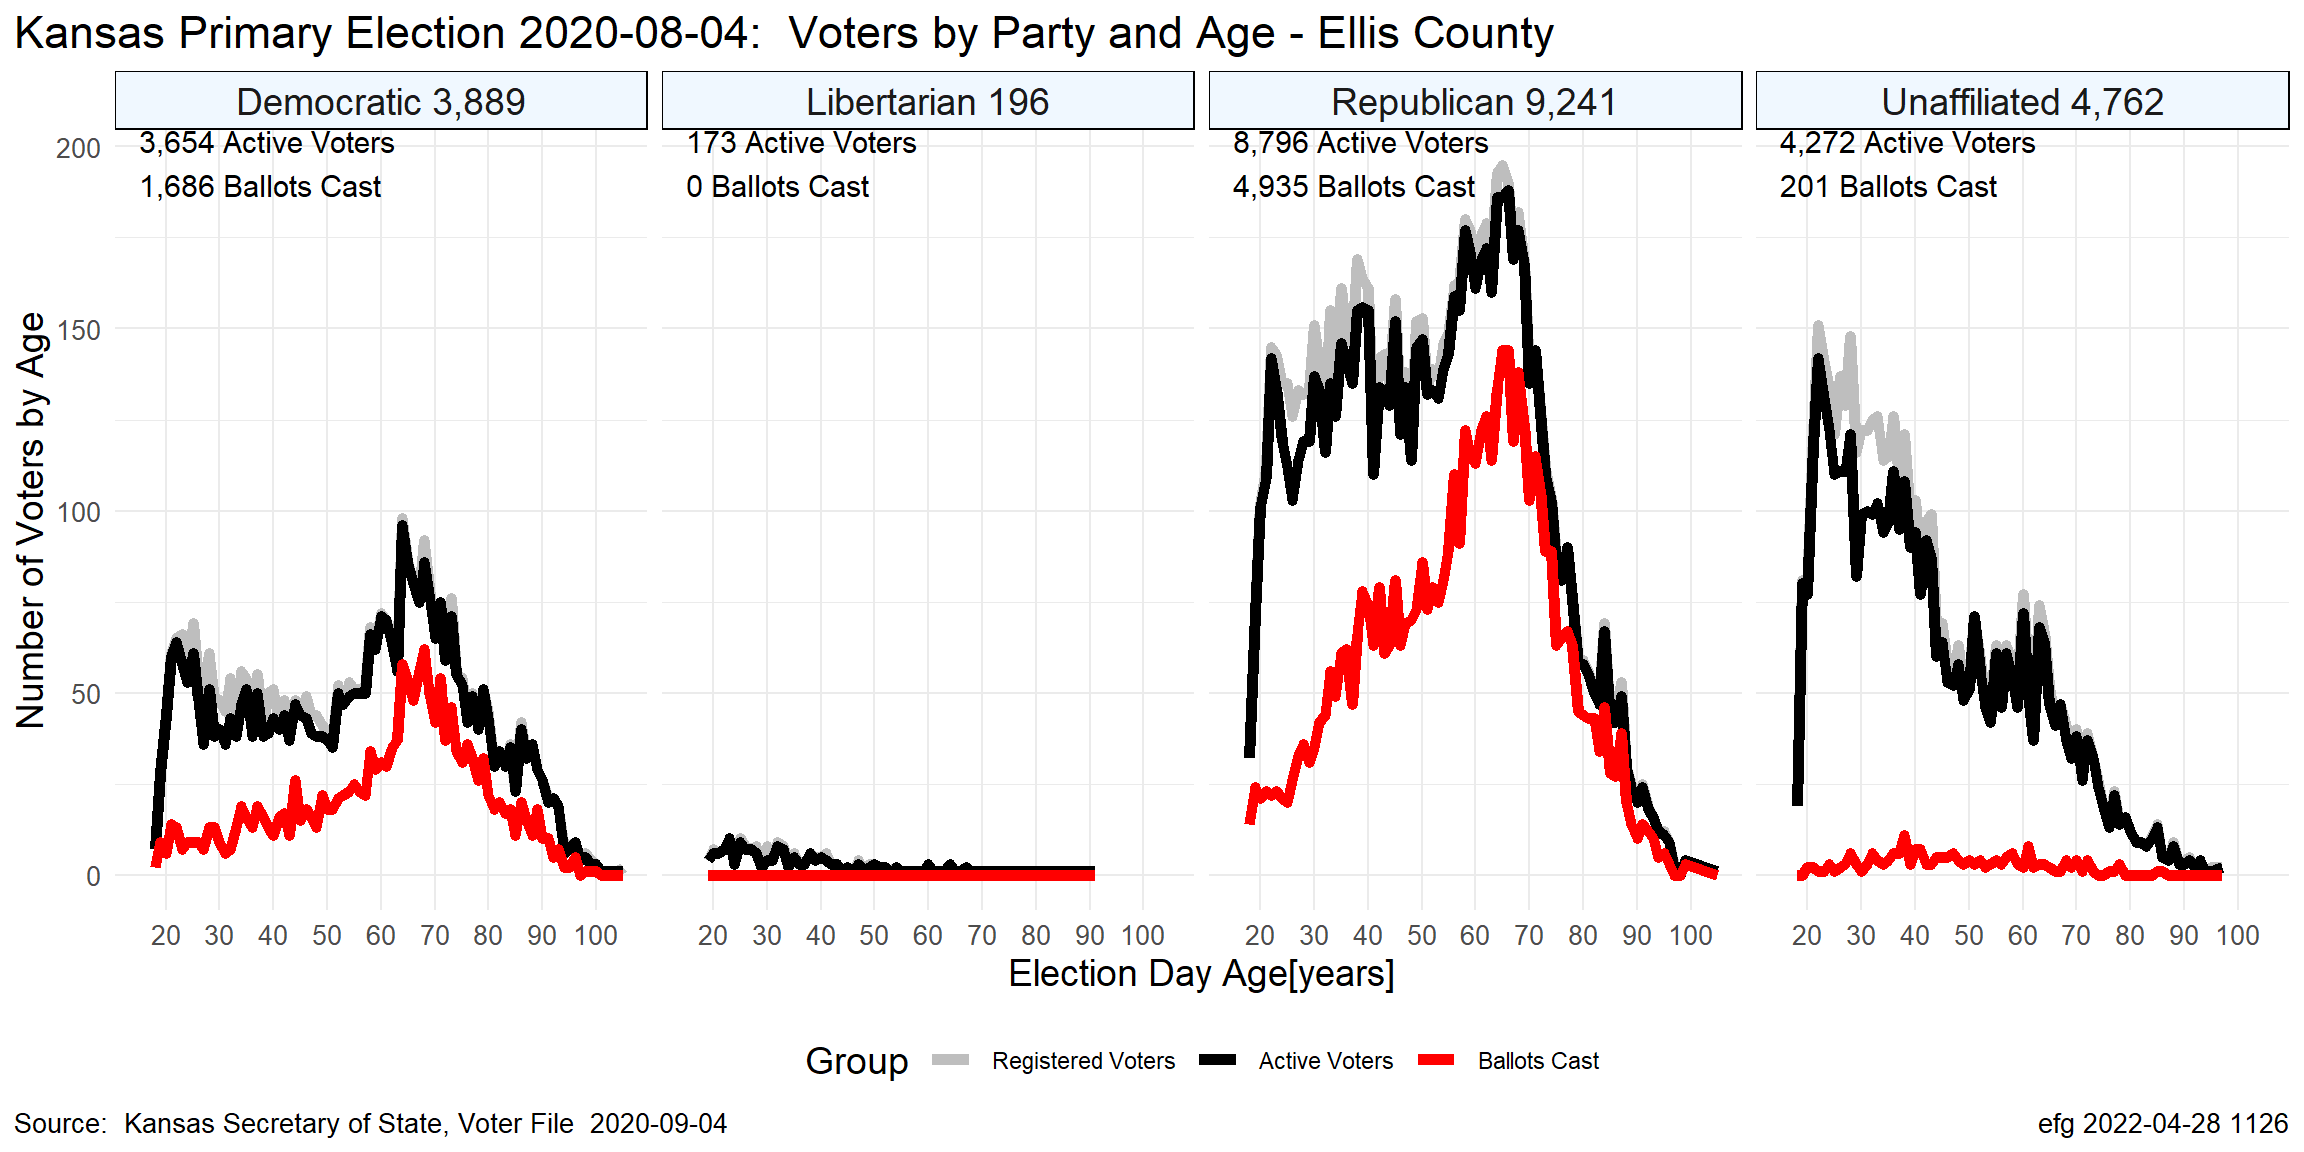 Kansas Primary Election 2020-08-04:  Voters by Party and Age - Ellis County
Democratic 3,889
Libertarian 196
Republican 9,241
Unaffiliated 4,762
3,654 Active Voters
1,686 Ballots Cast
173 Active Voters
0 Ballots Cast
8,796 Active Voters
4,935 Ballots Cast
4,272 Active Voters
201 Ballots Cast
Number of Voters by Age
200
150
100
50
0
20 30 40 50 60 70 80 90 100
20 30 40 50 60 70 80 90 100
20 30 40 50 60 70 80 90 100
20 30 40 50 60 70 80 90 100
Election Day Age[years]
Group Registered Voters Active Voters Ballots Cast
Source:  Kansas Secretary of State, Voter File  2020-09-04
efg 2022-04-28 1126